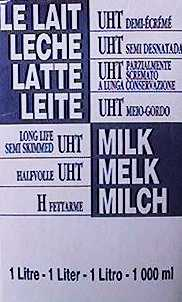 LE LAIT
LECHE
LATTE
LEITE
UHT DEMI-ÉCRÉMÉ
UHT SEMI DESNATADA
UHT PARZIALMENTE
SCREMATO
A LUNGA CONSERVAZIONE
UHT MEIO-GORDO
LONG LIFE
SEMI SKIMMED UHT
HALFVOLLE UHT
H FETTARME
MILK
MELK
MILCH
1 Litre - 1 Liter - 1 Litro - 1 000 ml